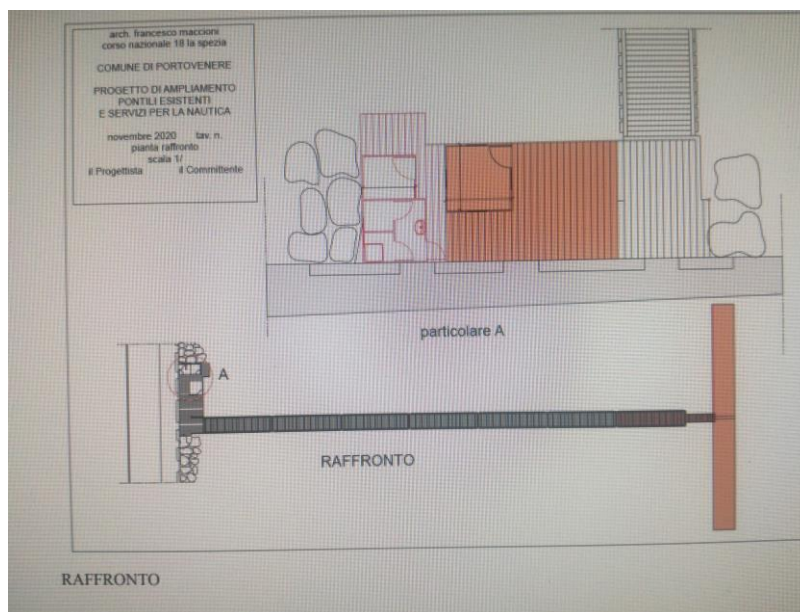 arch. francesco maccioni
corso nazionale 18 la spezia
COMUNE DI PORTOVENERE
PROGETTO DI AMPLIAMENTO
PONTILI ESISTENTI
E SERVIZI PER LA NAUTICA
novembre 2020 tav. n.
pianta raffronto
scala 1/
il Progettista il Committente
particolare A
A
RAFFRONTO
RAFFRONTO